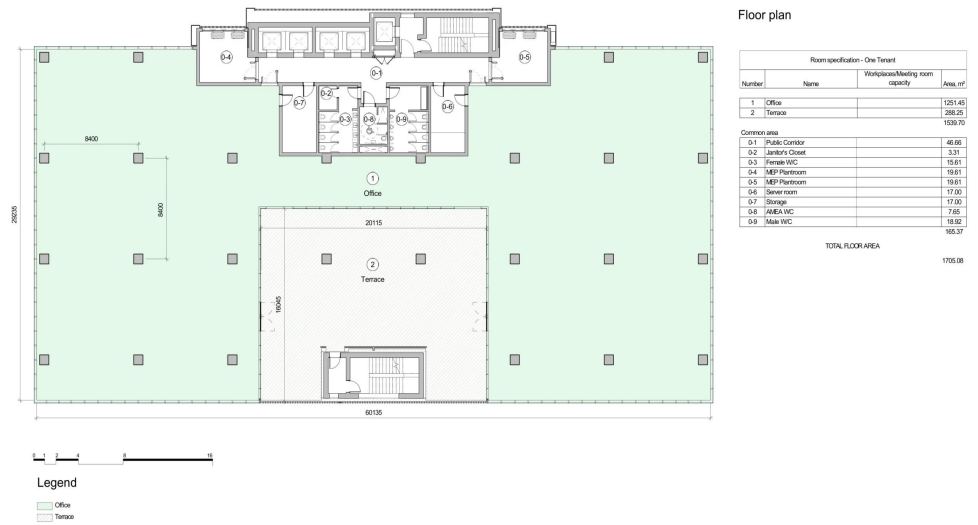 Floor plan
Room specification - One Tenant
Number Name Workplaces/Meeting room capacity Area, m²
1 Office 1251.45
2 Terrace 288.25
1539.70
Common area
0-1 Public Corridor 46.66
0-2 Janitor's Closet 3.31
0-3 Female W/C 15.61
0-4 MEP Plantroom 19.61
0-5 MEP Plantroom 19.61
0-6 Server room 17.00
0-7 Storage 17.00
0-8 AMEA WC 7.65
0-9 Male W/C 18.92
165.37
TOTAL FLOOR AREA
1705.08
0-4
0-5
0-1
0-7
0-2
0-3
0-8
0-9
0-6
8400
8400
29235
1
Office
20115
2
Terrace
16045
60135
0 1 2 4 8 16
Legend
Office
Terrace